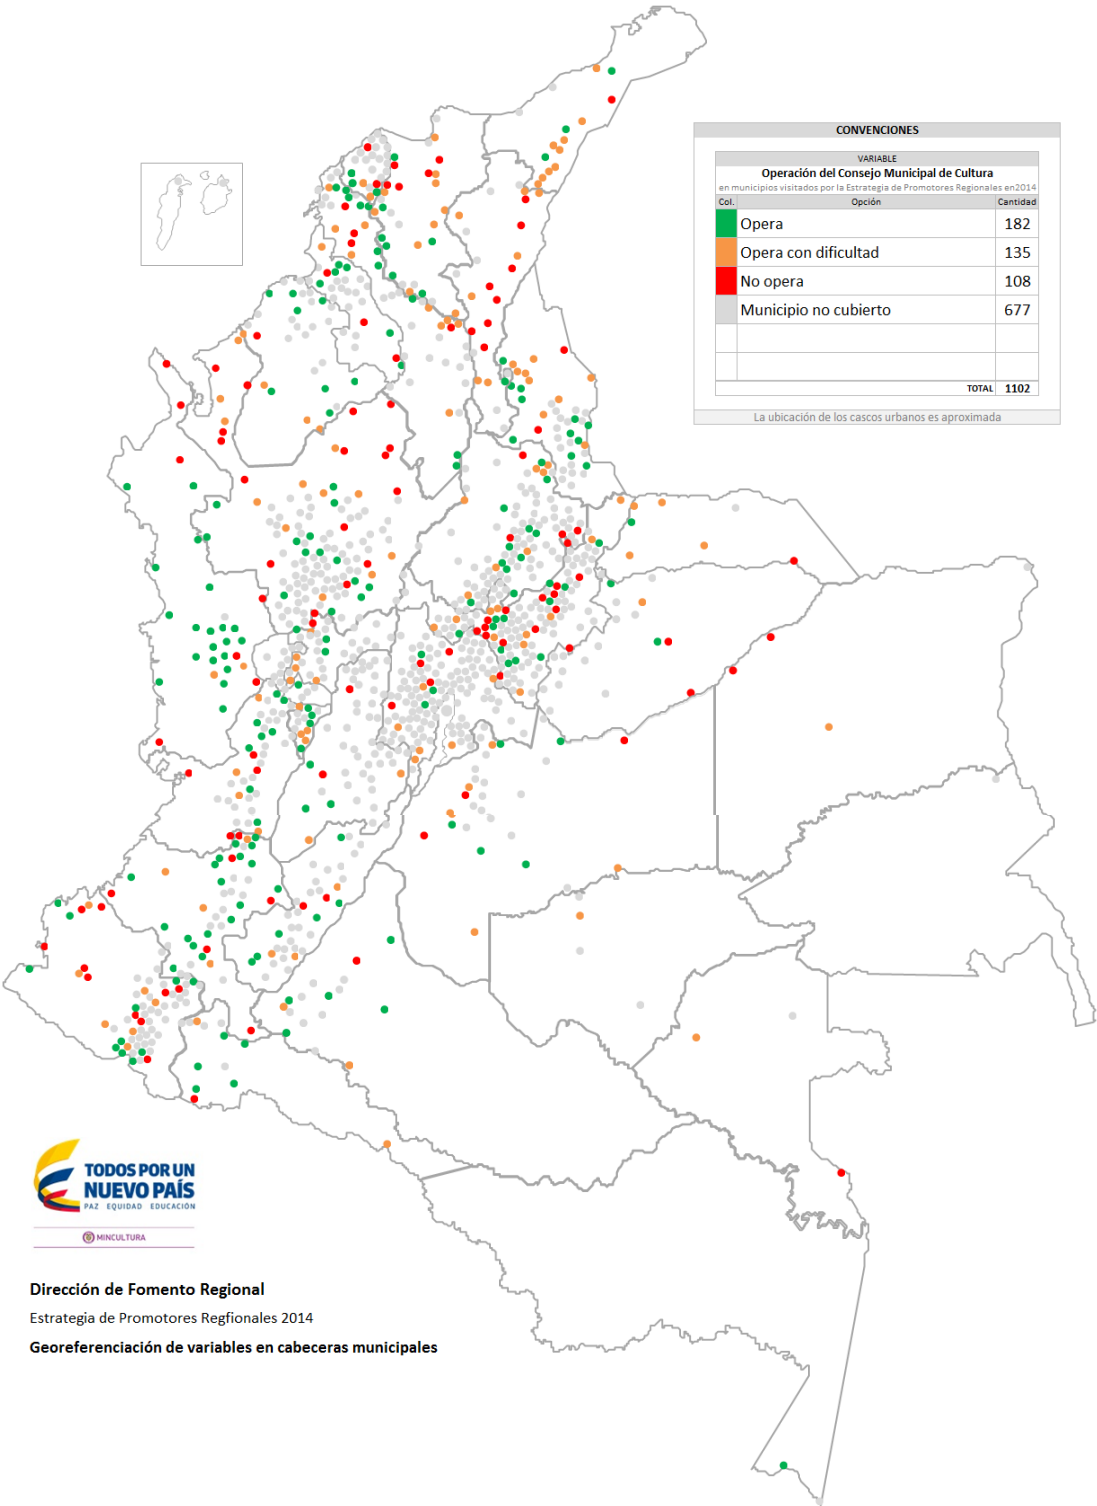 CONVENCIONES
VARIABLE
Operación del Consejo Municipal de Cultura
en municipios visitados por la Estrategia de Promotores Regionales en2014
Col. Opción Cantidad
Opera 182
Opera con dificultad 135
No opera 108
Municipio no cubierto 677
TOTAL 1102
La ubicación de los cascos urbanos es aproximada
TODOS POR UN
NUEVO PAÍS
PAZ EQUIDAD EDUCACIÓN
MINCULTURA
Dirección de Fomento Regional
Estrategia de Promotores Regfionales 2014
Georeferenciación de variables en cabeceras municipales